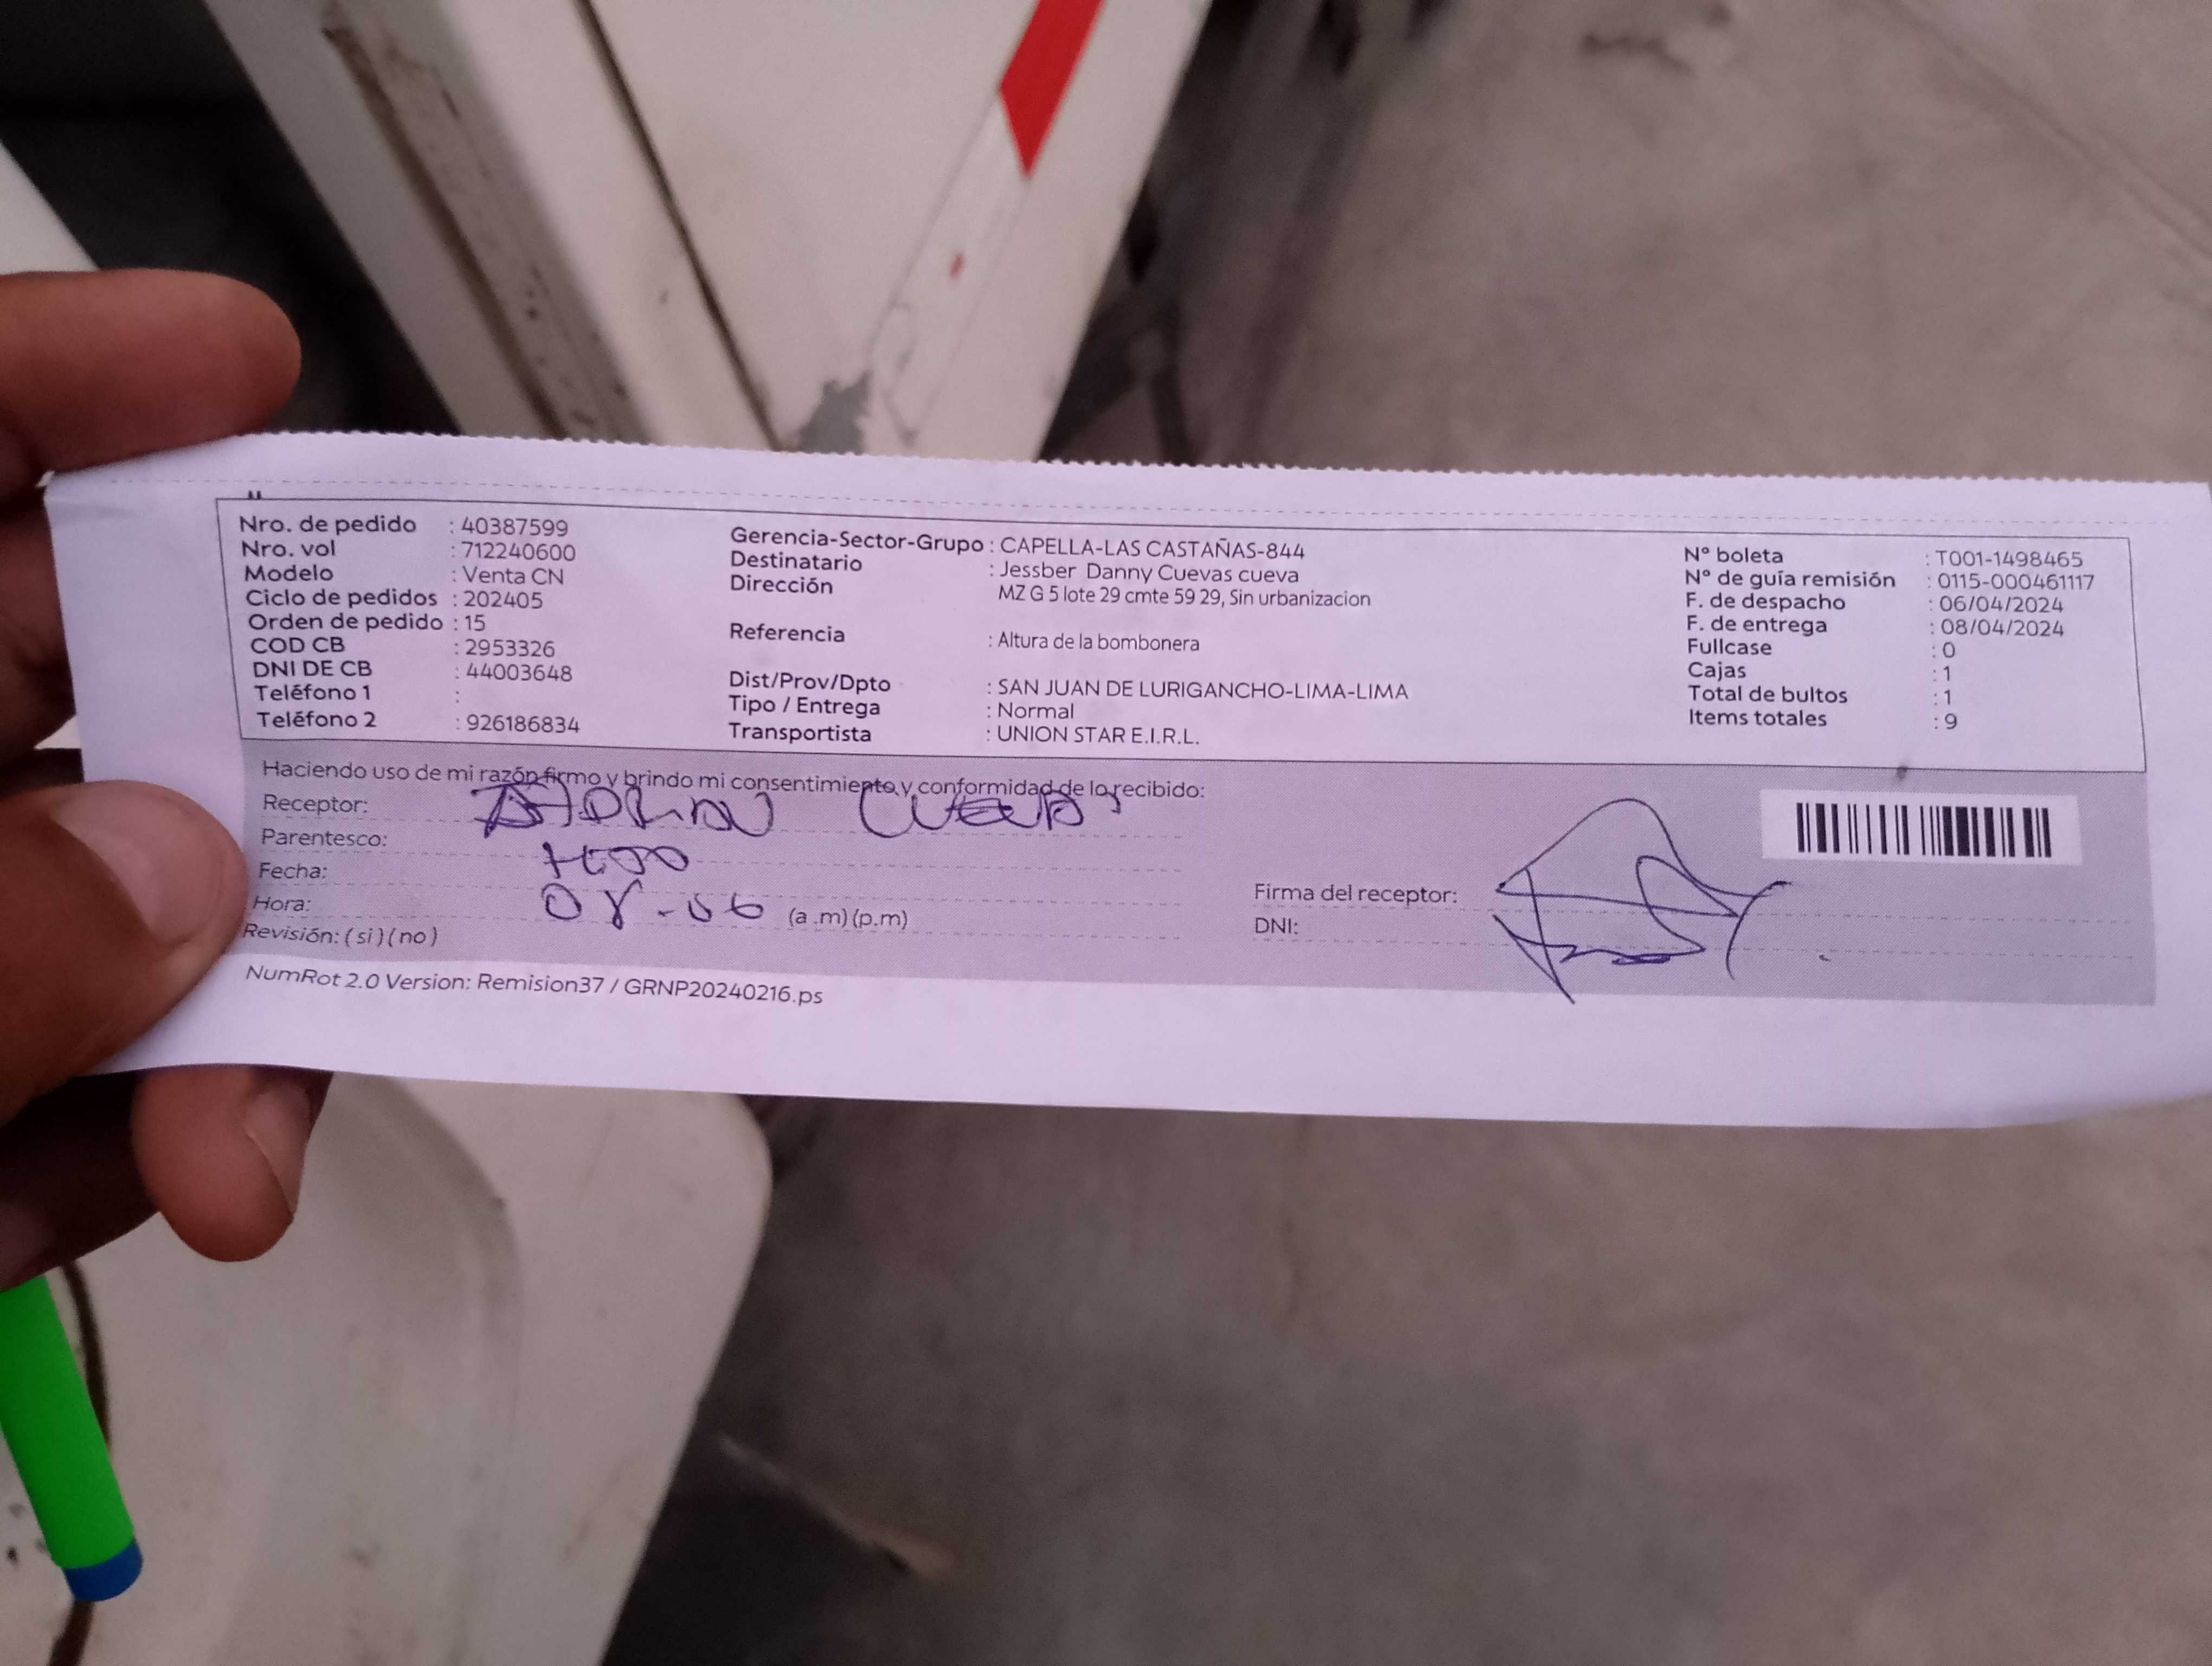 Nro. de pedido : 40387599
Nro. vol : 712240600
Modelo : Venta CN
Ciclo de pedidos : 202405
Orden de pedido : 15
COD CB : 2953326
DNI DE CB : 44003648
Teléfono 1 :
Teléfono 2 : 926186834
Gerencia-Sector-Grupo : CAPELLA-LAS CASTAÑAS-844
Destinatario : Jessber Danny Cuevas cueva
Dirección MZ G 5 lote 29 cmte 59 29, Sin urbanizacion
Referencia : Altura de la bombonera
Dist/Prov/Dpto : SAN JUAN DE LURIGANCHO-LIMA-LIMA
Tipo / Entrega : Normal
Transportista : UNION STAR E.I.R.L.
N° boleta : T001-1498465
N° de guía remisión : 0115-000461117
F. de despacho : 06/04/2024
F. de entrega : 08/04/2024
Fullcase : 0
Cajas : 1
Total de bultos : 1
Items totales : 9
Haciendo uso de mi razón firmo y brindo mi consentimiento y conformidad de lo recibido:
Receptor:
Parentesco:
Fecha:
Hora: (a .m) (p.m)
Revisión: ( si ) ( no )
Firma del receptor:
DNI:
NumRot 2.0 Version: Remision37 / GRNP20240216.ps